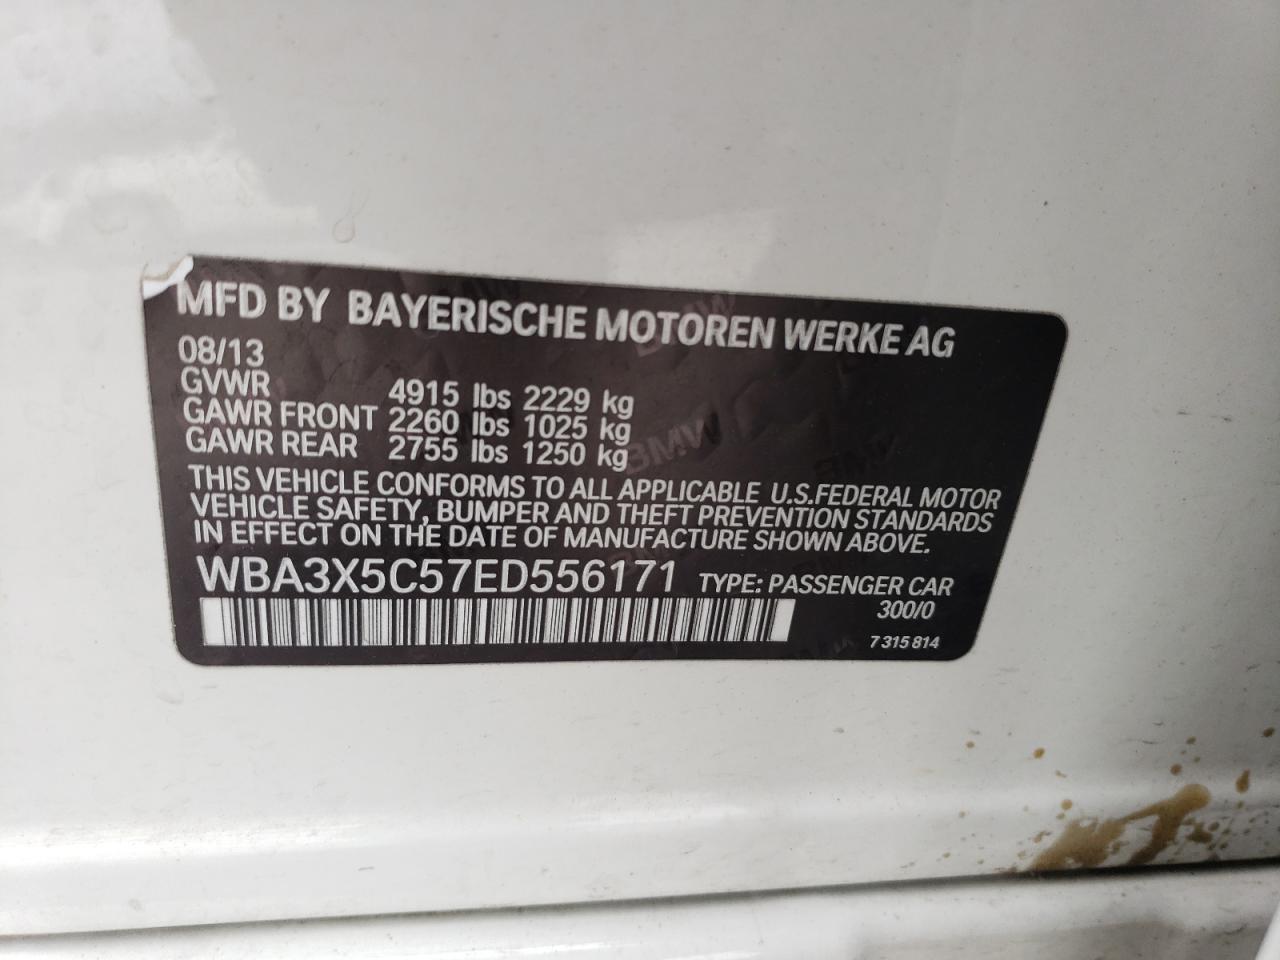 MFD BY BAYERISCHE MOTOREN WERKE AG
08/13
GVWR 4915 lbs 2229 kg
GAWR FRONT 2260 lbs 1025 kg
GAWR REAR 2755 lbs 1250 kg
THIS VEHICLE CONFORMS TO ALL APPLICABLE U.S.FEDERAL MOTOR
VEHICLE SAFETY, BUMPER AND THEFT PREVENTION STANDARDS
IN EFFECT ON THE DATE OF MANUFACTURE SHOWN ABOVE.
WBA3X5C57ED556171 TYPE: PASSENGER CAR
300/0
7 315 814